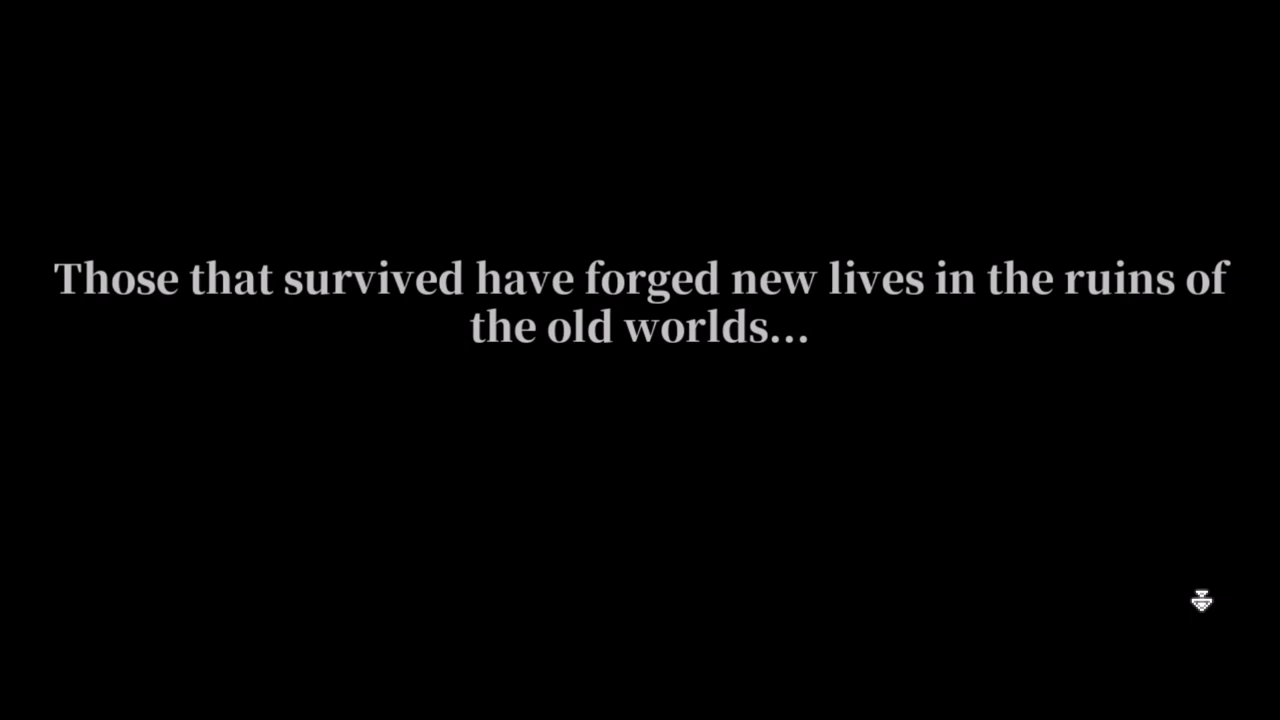 Those that survived have forged new lives in the ruins of
the old worlds...